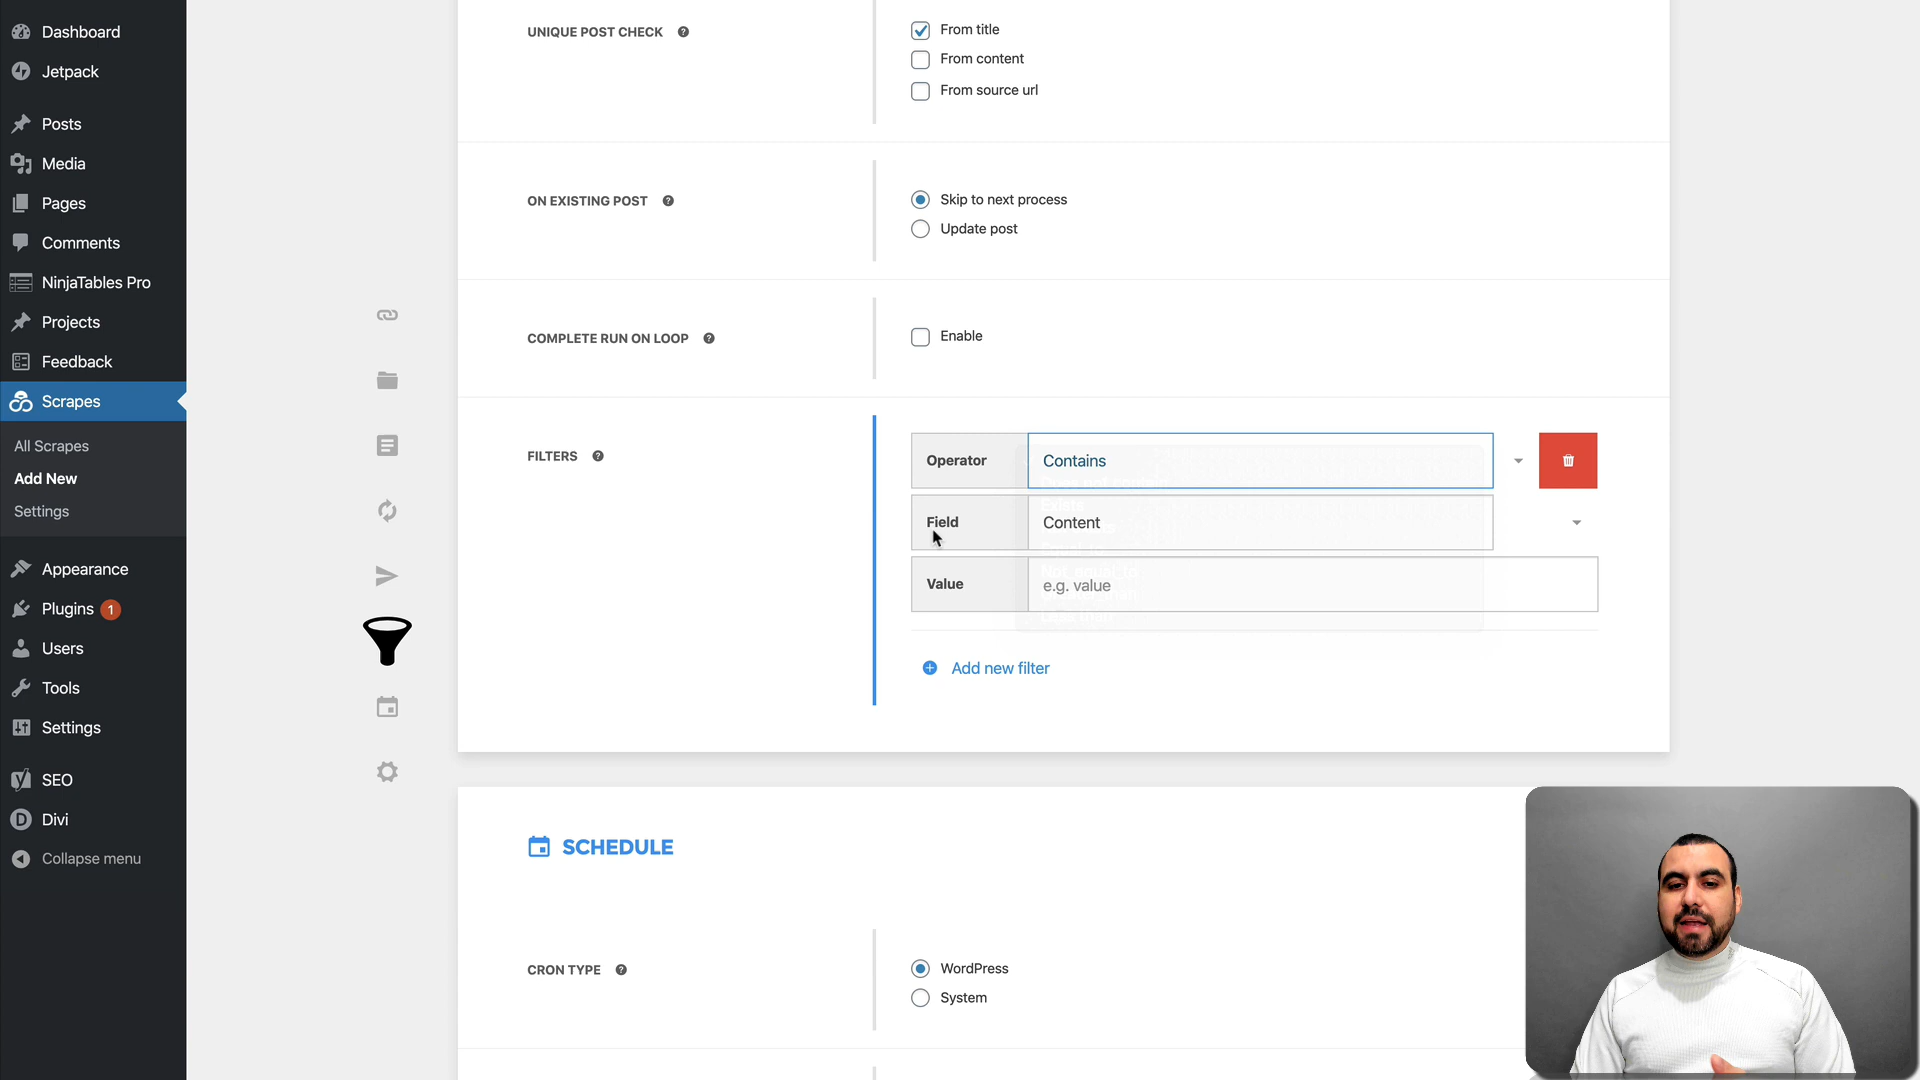 Dashboard
Jetpack
Posts
Media
Pages
Comments
NinjaTables Pro
Projects
Feedback
Scrapes
All Scrapes
Add New
Settings
Appearance
Plugins 1
Users
Tools
Settings
SEO
Divi
Collapse menu
UNIQUE POST CHECK ?
From title
From content
From source url
ON EXISTING POST ?
Skip to next process
Update post
COMPLETE RUN ON LOOP ?
Enable
FILTERS ?
Operator
Contains
Field
Content
Value
e.g. value
Add new filter
SCHEDULE
CRON TYPE ?
WordPress
System